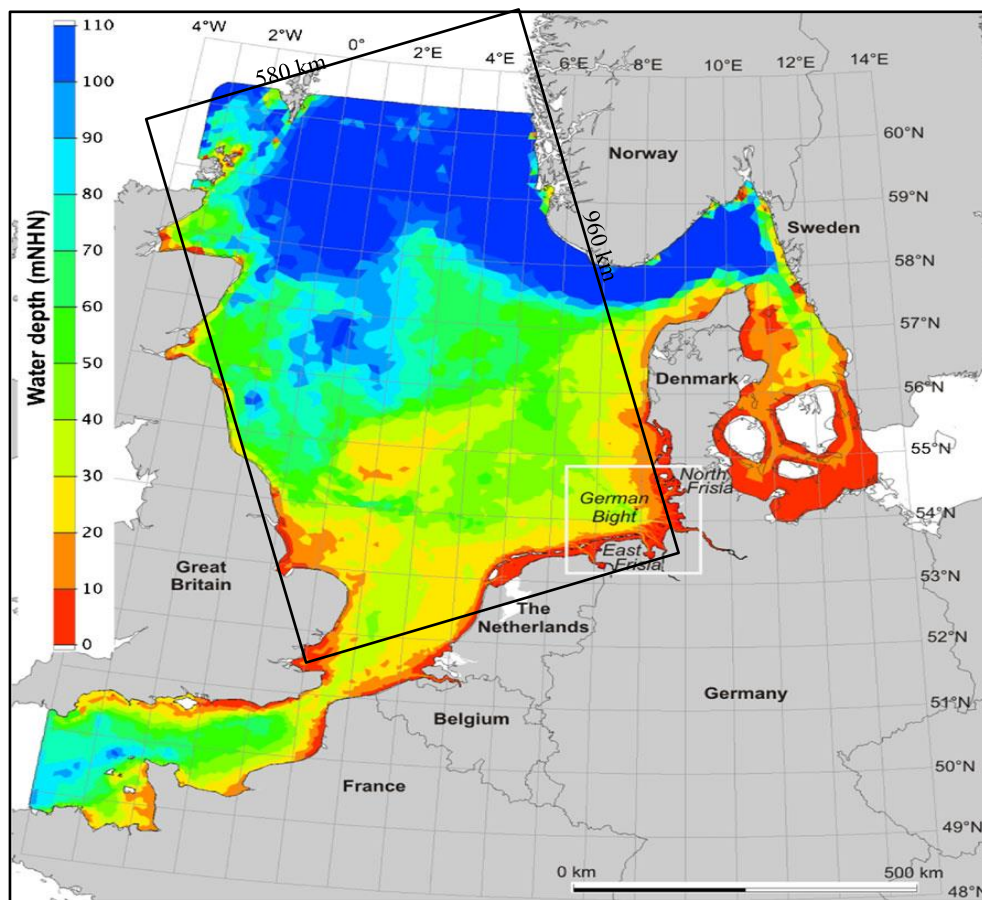 110
100
90
80
70
60
50
40
30
20
10
0
Water depth (mNHN)
4°W
2°W
0°
2°E
4°E
6°E
8°E
10°E
12°E
14°E
580 km
960 km
60°N
59°N
58°N
57°N
56°N
55°N
54°N
53°N
52°N
51°N
50°N
49°N
48°N
Norway
Sweden
Denmark
North
Frisia
German
Bight
East
Frisia
Great
Britain
The
Netherlands
Germany
Belgium
France
0 km
500 km